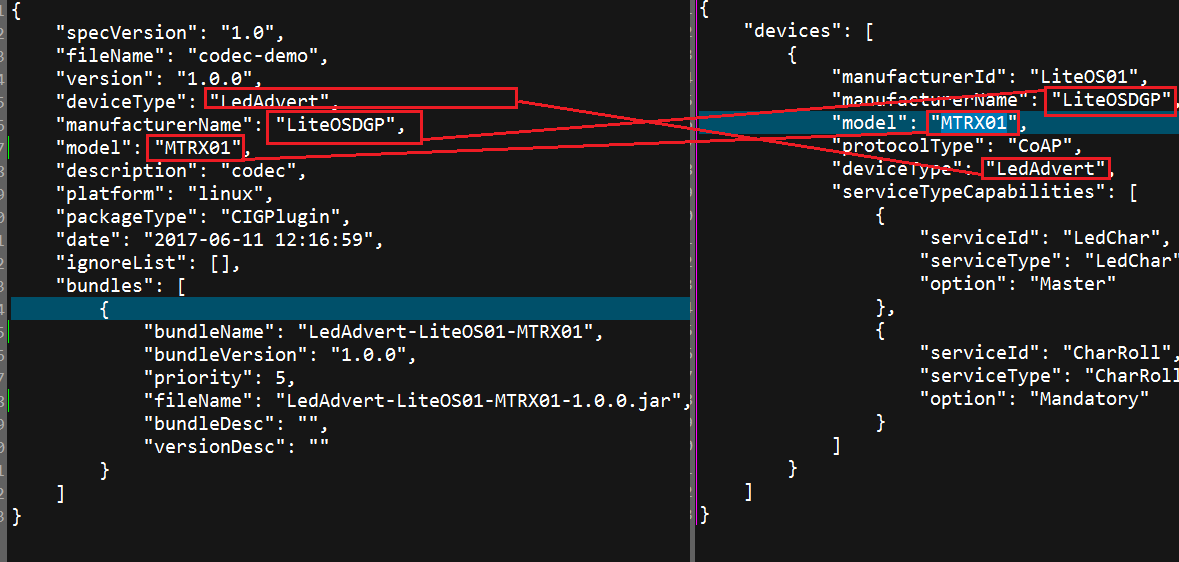 {
"specVersion": "1.0",
"fileName": "codec-demo",
"version": "1.0.0",
"deviceType": "LedAdvert",
"manufacturerName": "LiteOSDGP",
"model": "MTRX01",
"description": "codec",
"platform": "linux",
"packageType": "CIGPlugin",
"date": "2017-06-11 12:16:59",
"ignoreList": [],
"bundles": [
{
"bundleName": "LedAdvert-LiteOS01-MTRX01",
"bundleVersion": "1.0.0",
"priority": 5,
"fileName": "LedAdvert-LiteOS01-MTRX01-1.0.0.jar",
"bundleDesc": "",
"versionDesc": ""
}
]
}
{
"devices": [
{
"manufacturerId": "LiteOS01",
"manufacturerName": "LiteOSDGP",
"model": "MTRX01",
"protocolType": "CoAP",
"deviceType": "LedAdvert",
"serviceTypeCapabilities": [
{
"serviceId": "LedChar",
"serviceType": "LedChar"
"option": "Master"
},
{
"serviceId": "CharRoll",
"serviceType": "CharRoll
"option": "Mandatory"
}
]
}
]
}